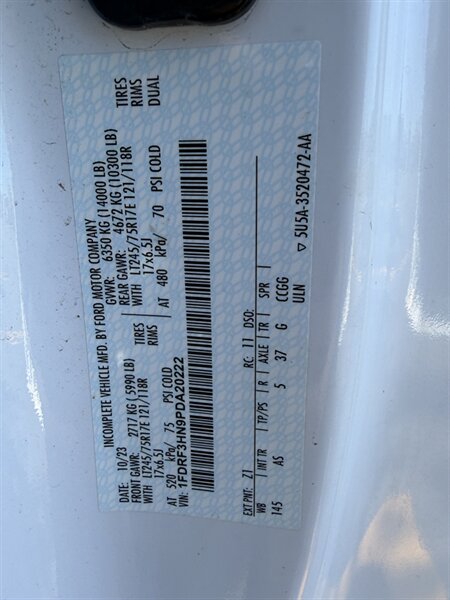 INCOMPLETE VEHICLE MFD. BY FORD MOTOR COMPANY
DATE: 10/23 GVWR: 6350 KG (14000 LB)
FRONT GAWR: 2717 KG (5990 LB) REAR GAWR: 4672 KG (10300 LB)
WITH LT245/75R17E 121/118R TIRES WITH LT245/75R17E 121/118R TIRES
17x6.5J RIMS 17x6.5J RIMS
AT 520 kPa/ 75 PSI COLD AT 480 kPa/ 70 PSI COLD DUAL
VIN: 1FDRF3HN9PDA20222
EXT PNT: Z1 RC: 11 DSO:
WB INT TR TP/PS R AXLE TR SPR
145 AS 5 37 G CCGG
ULN
▽ 5U5A-3520472-AA